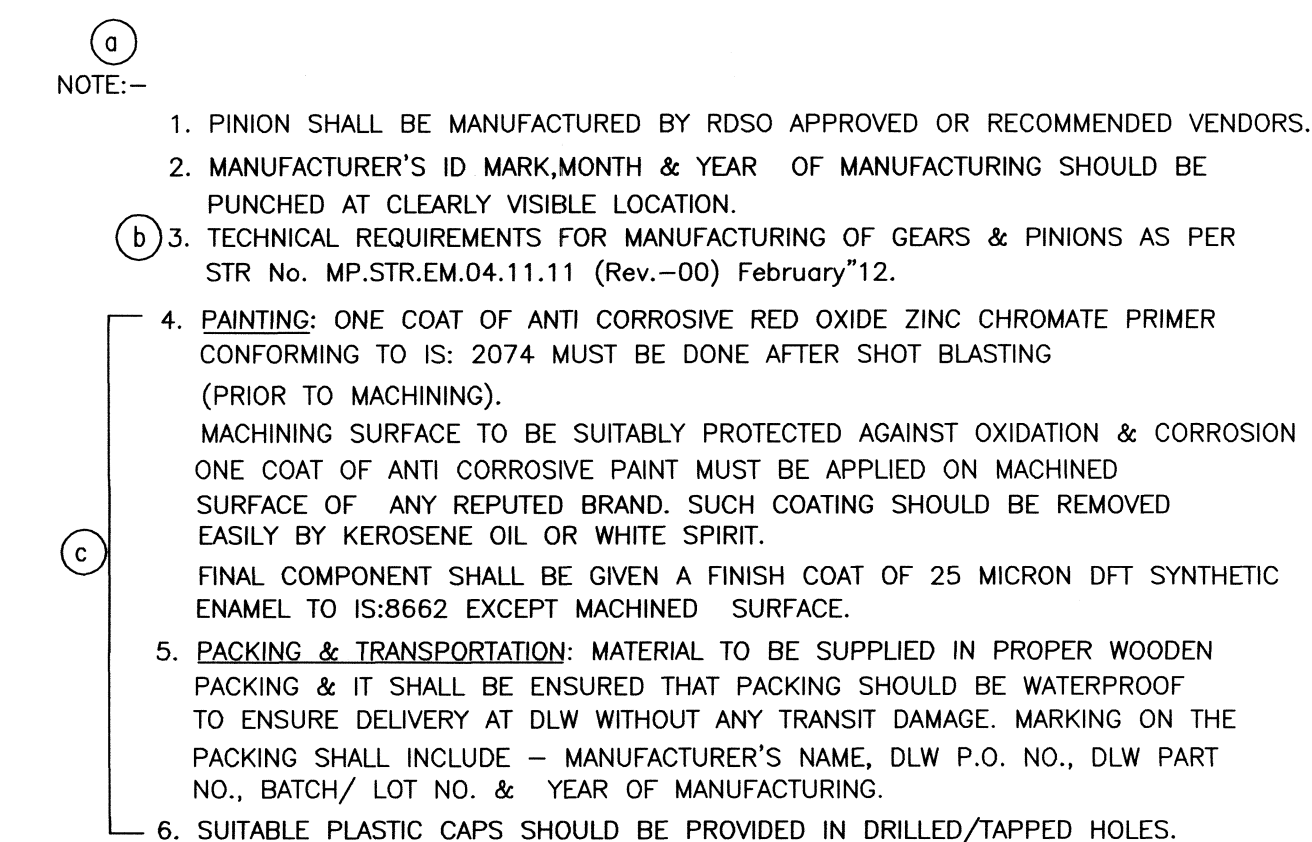 a
NOTE:-
1. PINION SHALL BE MANUFACTURED BY RDSO APPROVED OR RECOMMENDED VENDORS.
2. MANUFACTURER'S ID MARK,MONTH & YEAR OF MANUFACTURING SHOULD BE
PUNCHED AT CLEARLY VISIBLE LOCATION.
b 3. TECHNICAL REQUIREMENTS FOR MANUFACTURING OF GEARS & PINIONS AS PER
STR No. MP.STR.EM.04.11.11 (Rev.-00) February"12.
4. PAINTING: ONE COAT OF ANTI CORROSIVE RED OXIDE ZINC CHROMATE PRIMER
CONFORMING TO IS: 2074 MUST BE DONE AFTER SHOT BLASTING
(PRIOR TO MACHINING).
MACHINING SURFACE TO BE SUITABLY PROTECTED AGAINST OXIDATION & CORROSION
ONE COAT OF ANTI CORROSIVE PAINT MUST BE APPLIED ON MACHINED
SURFACE OF ANY REPUTED BRAND. SUCH COATING SHOULD BE REMOVED
EASILY BY KEROSENE OIL OR WHITE SPIRIT.
c
FINAL COMPONENT SHALL BE GIVEN A FINISH COAT OF 25 MICRON DFT SYNTHETIC
ENAMEL TO IS:8662 EXCEPT MACHINED SURFACE.
5. PACKING & TRANSPORTATION: MATERIAL TO BE SUPPLIED IN PROPER WOODEN
PACKING & IT SHALL BE ENSURED THAT PACKING SHOULD BE WATERPROOF
TO ENSURE DELIVERY AT DLW WITHOUT ANY TRANSIT DAMAGE. MARKING ON THE
PACKING SHALL INCLUDE - MANUFACTURER'S NAME, DLW P.O. NO., DLW PART
NO., BATCH/ LOT NO. & YEAR OF MANUFACTURING.
6. SUITABLE PLASTIC CAPS SHOULD BE PROVIDED IN DRILLED/TAPPED HOLES.